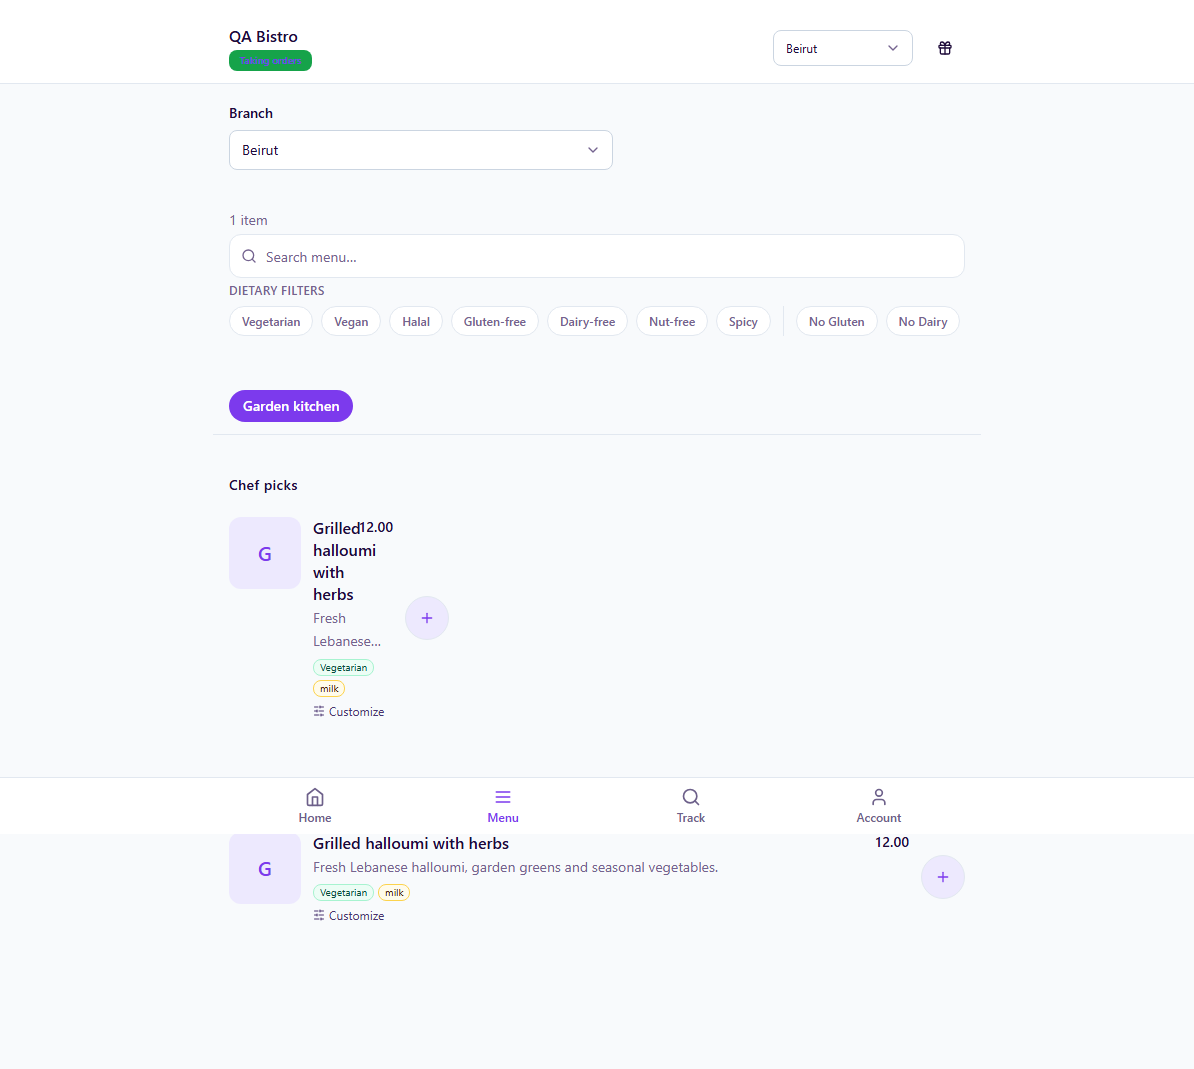 QA Bistro
Beirut
Branch
Beirut
1 item
Search menu...
DIETARY FILTERS
Vegetarian Vegan Halal Gluten-free Dairy-free Nut-free Spicy No Gluten No Dairy
Garden kitchen
Chef picks
G
Grilled 12.00
halloumi
with
herbs
Fresh
Lebanese...
Vegetarian
milk
Customize
Home Menu Track Account
G
Grilled halloumi with herbs 12.00
Fresh Lebanese halloumi, garden greens and seasonal vegetables.
Vegetarian milk
Customize